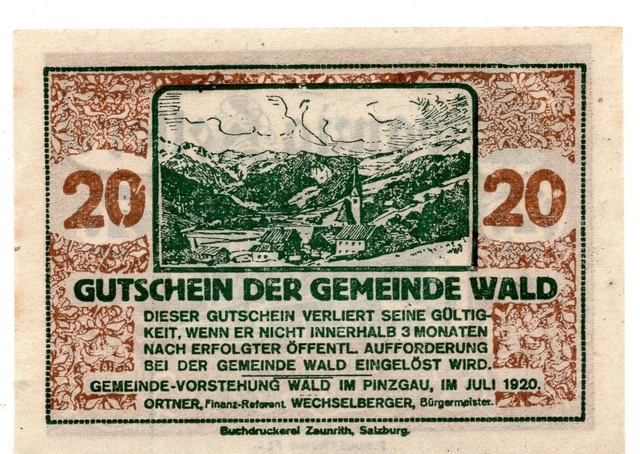 20 20
GUTSCHEIN DER GEMEINDE WALD
DIESER GUTSCHEIN VERLIERT SEINE GÜLTIG-
KEIT, WENN ER NICHT INNERHALB 3 MONATEN
NACH ERFOLGTER ÖFFENTL. AUFFORDERUNG
BEI DER GEMEINDE WALD EINGELÖST WIRD.
GEMEINDE-VORSTEHUNG WALD IM PINZGAU, IM JULI 1920.
ORTNER, Finanz-Referent. WECHSELBERGER, Bürgermeister.
Buchdruckerei Zaunrith, Salzburg.